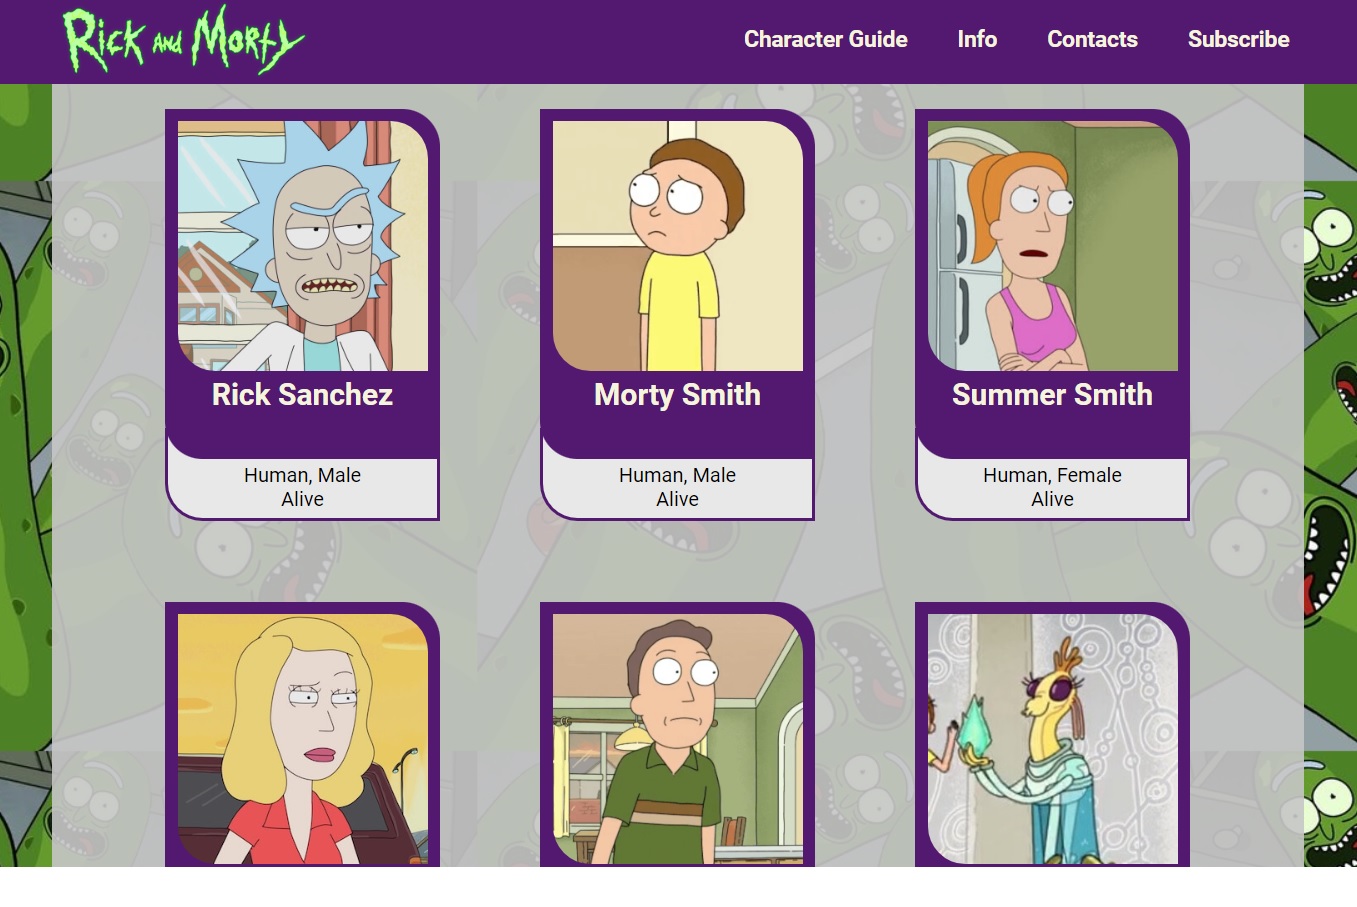 Rick and Morty
Character Guide
Info
Contacts
Subscribe
Rick Sanchez
Morty Smith
Summer Smith
Human, Male
Alive
Human, Male
Alive
Human, Female
Alive